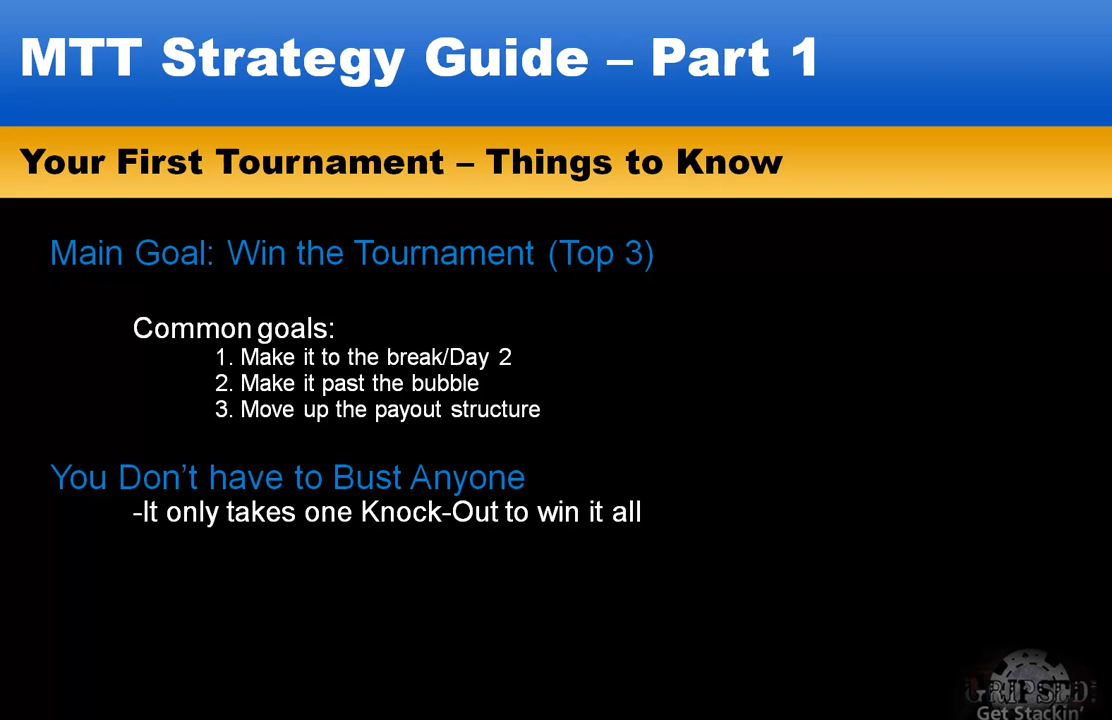 MTT Strategy Guide – Part 1
Your First Tournament – Things to Know
Main Goal: Win the Tournament (Top 3)
Common goals:
1. Make it to the break/Day 2
2. Make it past the bubble
3. Move up the payout structure
You Don’t have to Bust Anyone
-It only takes one Knock-Out to win it all
GRIPSED
Get Stackin'